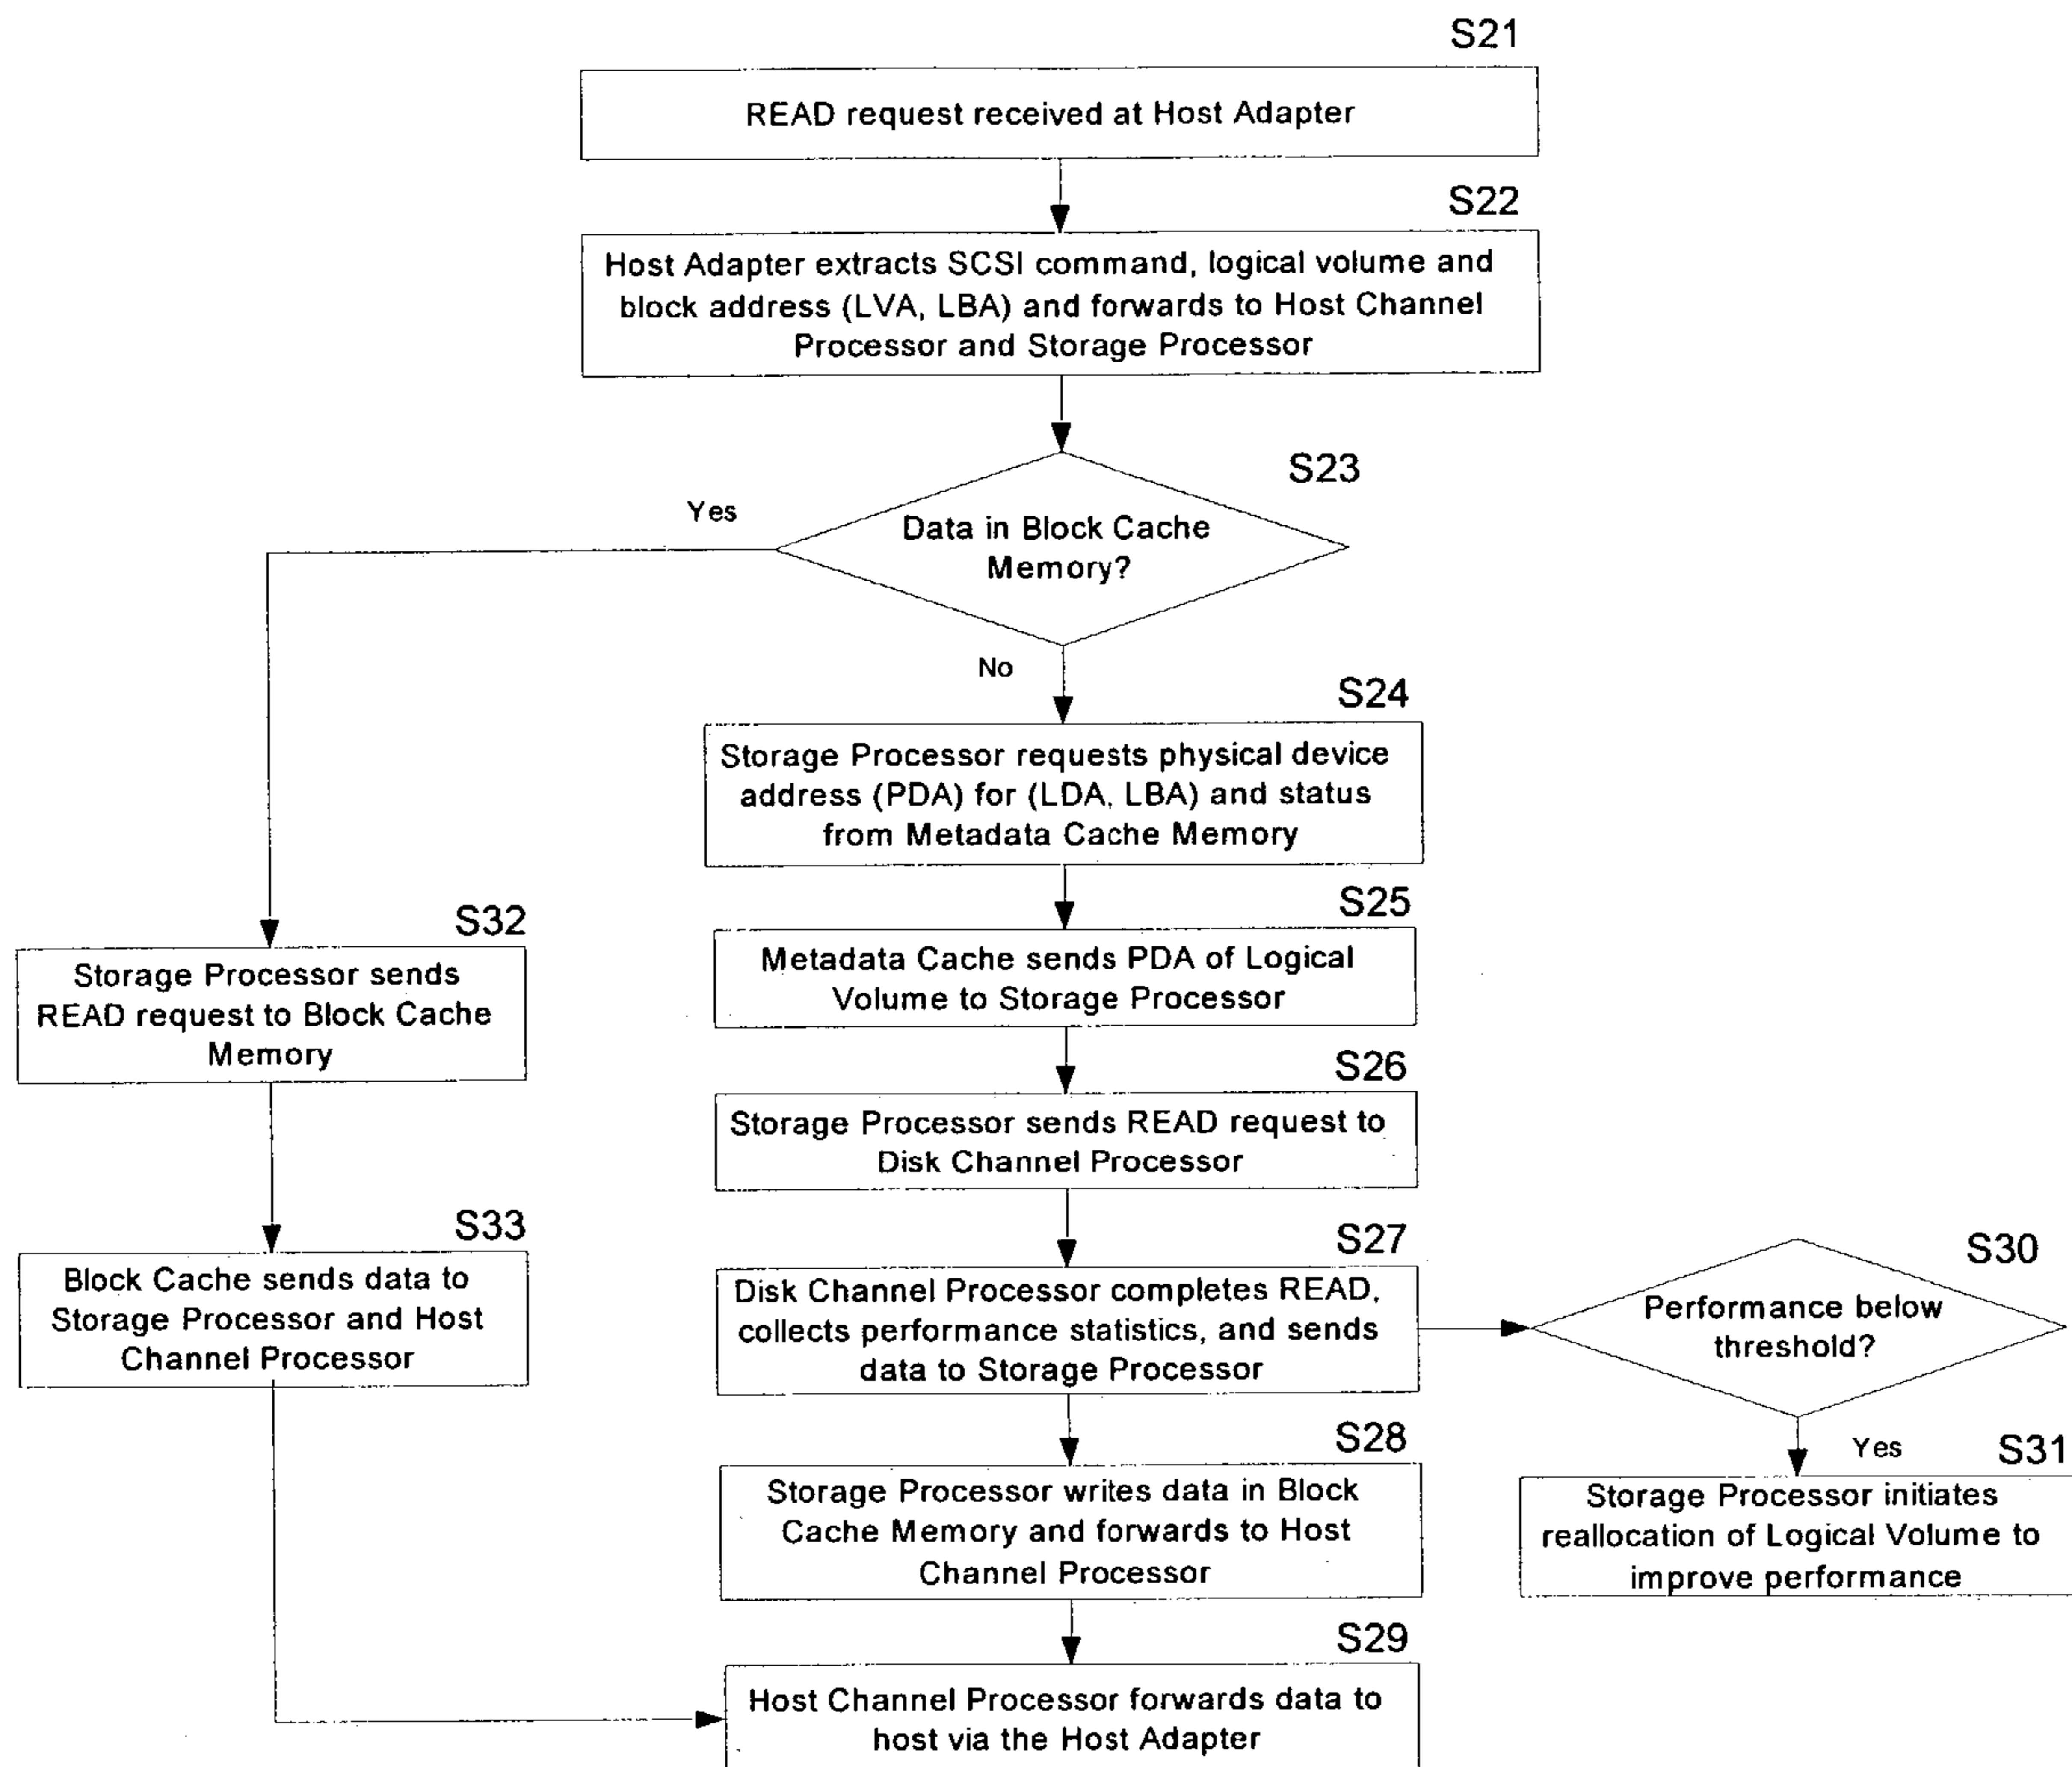 S21
READ request received at Host Adapter
S22
Host Adapter extracts SCSI command, logical volume and
block address (LVA, LBA) and forwards to Host Channel
Processor and Storage Processor
S23
Yes
Data in Block Cache
Memory?
No
S24
Storage Processor requests physical device
address (PDA) for (LDA, LBA) and status
from Metadata Cache Memory
S25
Metadata Cache sends PDA of Logical
Volume to Storage Processor
S32
Storage Processor sends
READ request to Block Cache
Memory
S26
Storage Processor sends READ request to
Disk Channel Processor
S33
Block Cache sends data to
Storage Processor and Host
Channel Processor
S27
Disk Channel Processor completes READ,
collects performance statistics, and sends
data to Storage Processor
S30
Performance below
threshold?
Yes
S31
Storage Processor initiates
reallocation of Logical Volume to
improve performance
S28
Storage Processor writes data in Block
Cache Memory and forwards to Host
Channel Processor
S29
Host Channel Processor forwards data to
host via the Host Adapter